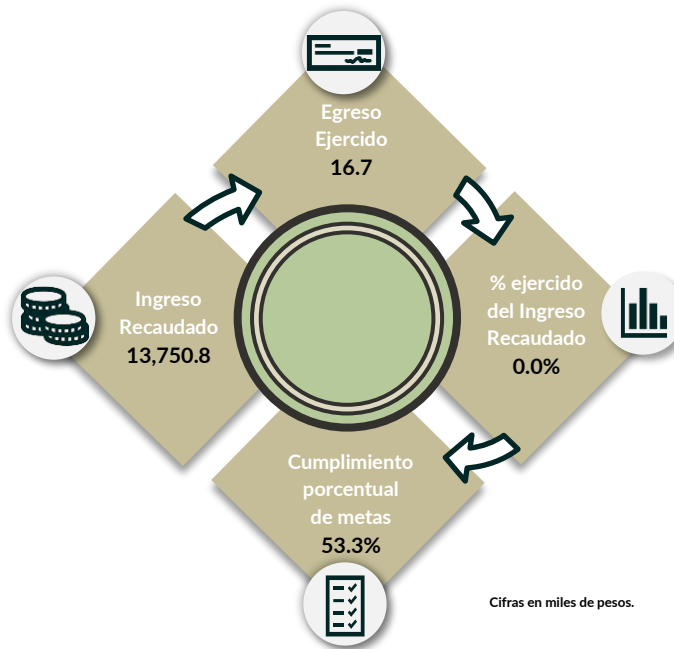 Egreso
Ejercido
16.7
Ingreso
Recaudado
13,750.8
% ejercido
del Ingreso
Recaudado
0.0%
Cumplimiento
porcentual
de metas
53.3%
Cifras en miles de pesos.